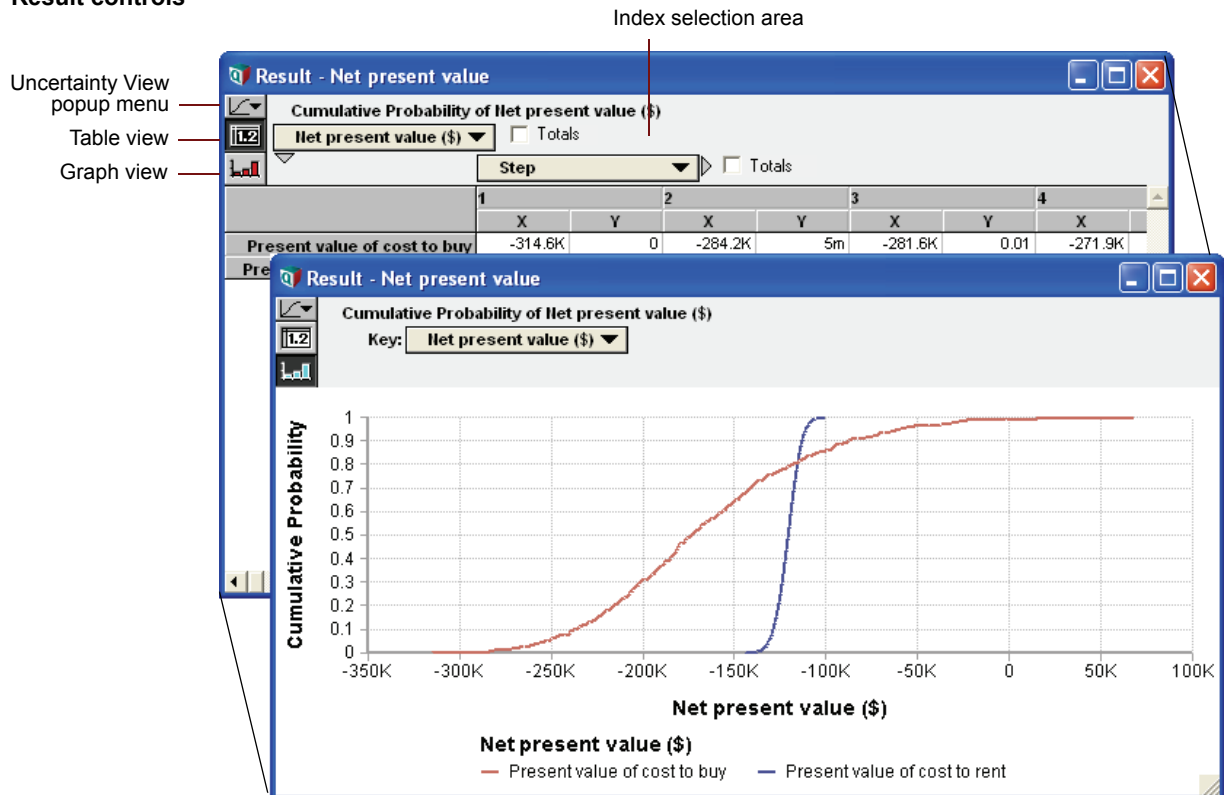 Result controls
Index selection area
Uncertainty View
popup menu
Table view
Graph view
Result - Net present value
Cumulative Probability of Net present value ($)
Net present value ($)
Totals
Step
Totals
1 2 3 4
X Y X Y X Y X
Present value of cost to buy -314.6K 0 -284.2K 5m -281.6K 0.01 -271.9K
Pre
Result - Net present value
Cumulative Probability of Net present value ($)
1.2
Key: Net present value ($)
1.2
Cumulative Probability
1
0.9
0.8
0.7
0.6
0.5
0.4
0.3
0.2
0.1
0
-350K -300K -250K -200K -150K -100K -50K 0 50K 100K
Net present value ($)
Net present value ($)
Present value of cost to buy Present value of cost to rent